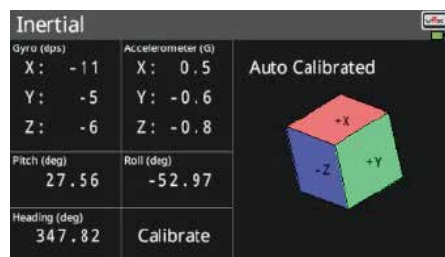 Inertial
Gyro (dps)
X: -11
Y: -5
Z: -6
Accelerometer (G)
X: 0.5
Y: -0.6
Z: -0.8
Pitch (deg)
27.56
Roll (deg)
-52.97
Heading (deg)
347.82
Calibrate
Auto Calibrated
+X
-Z
+Y